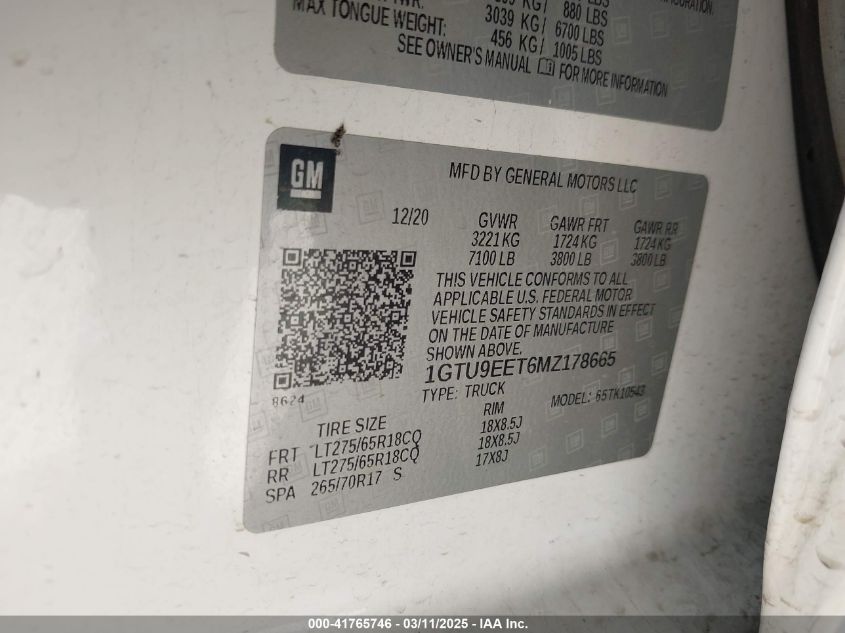 KG / 880 LBS
MAX TONGUE WEIGHT: 3039 KG / 6700 LBS
456 KG / 1005 LBS
SEE OWNER'S MANUAL FOR MORE INFORMATION
GM
MFD BY GENERAL MOTORS LLC
12/20 GVWR GAWR FRT GAWR RR
3221 KG 1724 KG 1724 KG
7100 LB 3800 LB 3800 LB
THIS VEHICLE CONFORMS TO ALL
APPLICABLE U.S. FEDERAL MOTOR
VEHICLE SAFETY STANDARDS IN EFFECT
ON THE DATE OF MANUFACTURE
SHOWN ABOVE.
1GTU9EET6MZ178665
8624
TYPE: TRUCK MODEL: 65TK10543
TIRE SIZE RIM
FRT LT275/65R18CQ 18X8.5J
RR LT275/65R18CQ 18X8.5J
SPA 265/70R17 S 17X8J
000-41765746 - 03/11/2025 - IAAI Inc.